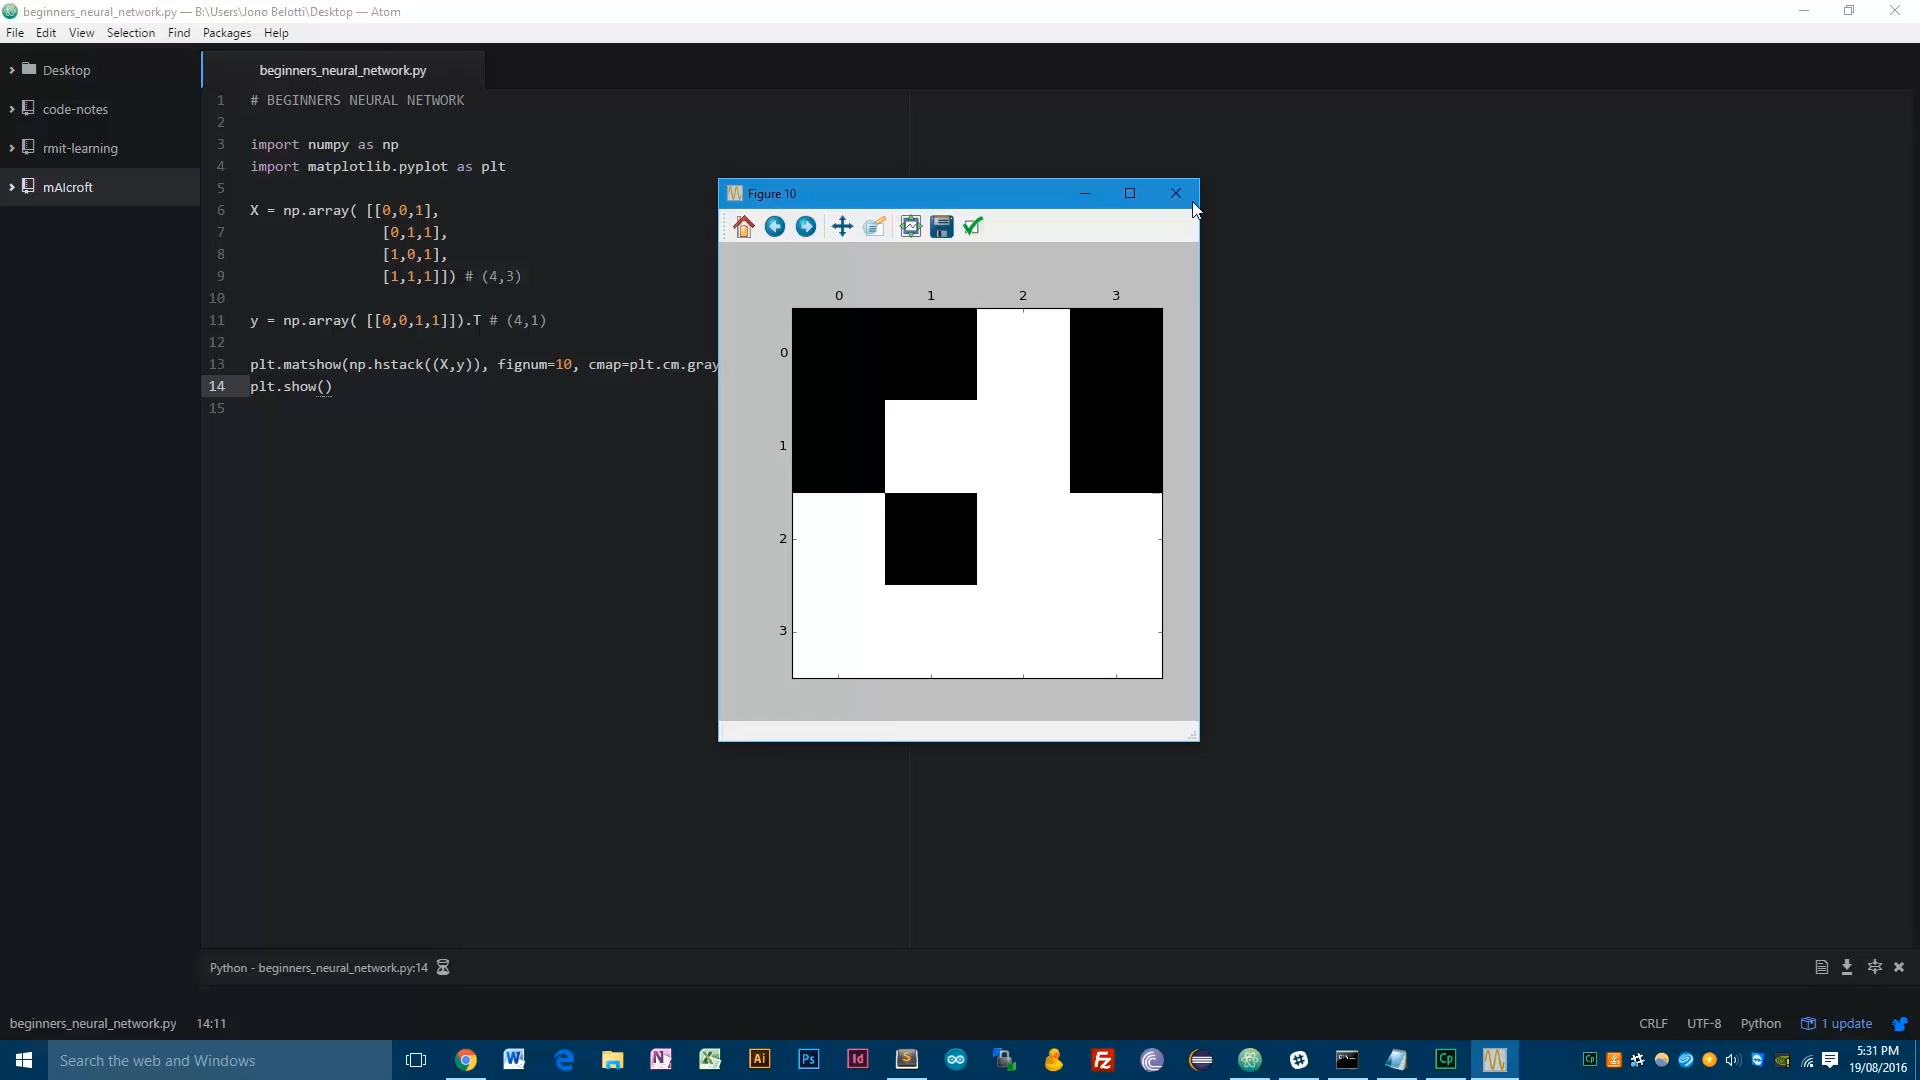 beginners_neural_network.py — B:\Users\Jono Belotti\Desktop — Atom
File Edit View Selection Find Packages Help
Desktop
code-notes
rmit-learning
mAIcroft
beginners_neural_network.py
1 # BEGINNERS NEURAL NETWORK
2
3 import numpy as np
4 import matplotlib.pyplot as plt
5
6 X = np.array( [[0,0,1],
7 [0,1,1],
8 [1,0,1],
9 [1,1,1]]) # (4,3)
10
11 y = np.array( [[0,0,1,1]]).T # (4,1)
12
13 plt.matshow(np.hstack((X,y)), fignum=10, cmap=plt.cm.gray
14 plt.show()
15
Figure 10
0 1 2 3
0
1
2
3
Python - beginners_neural_network.py:14
beginners_neural_network.py 14:11
CRLF UTF-8 Python 1 update
Search the web and Windows
Ai Ps Id Cp
5:31 PM
19/08/2016